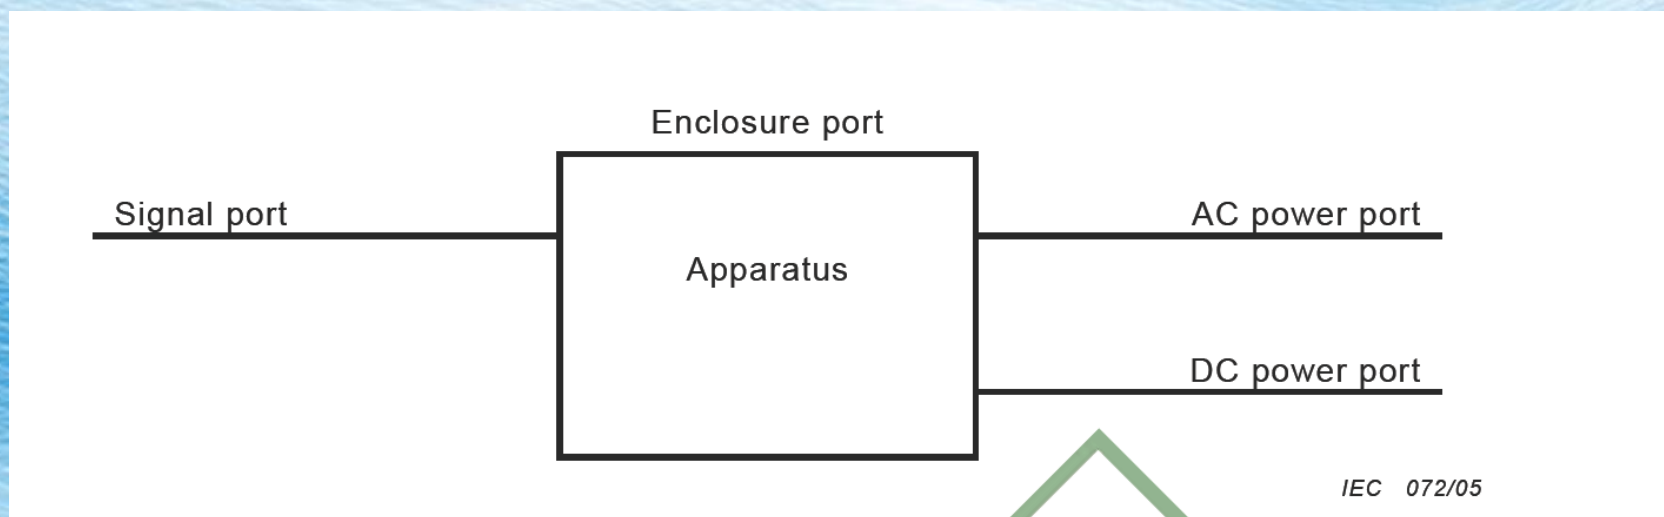 Enclosure port
Signal port
AC power port
Apparatus
DC power port
IEC 072/05